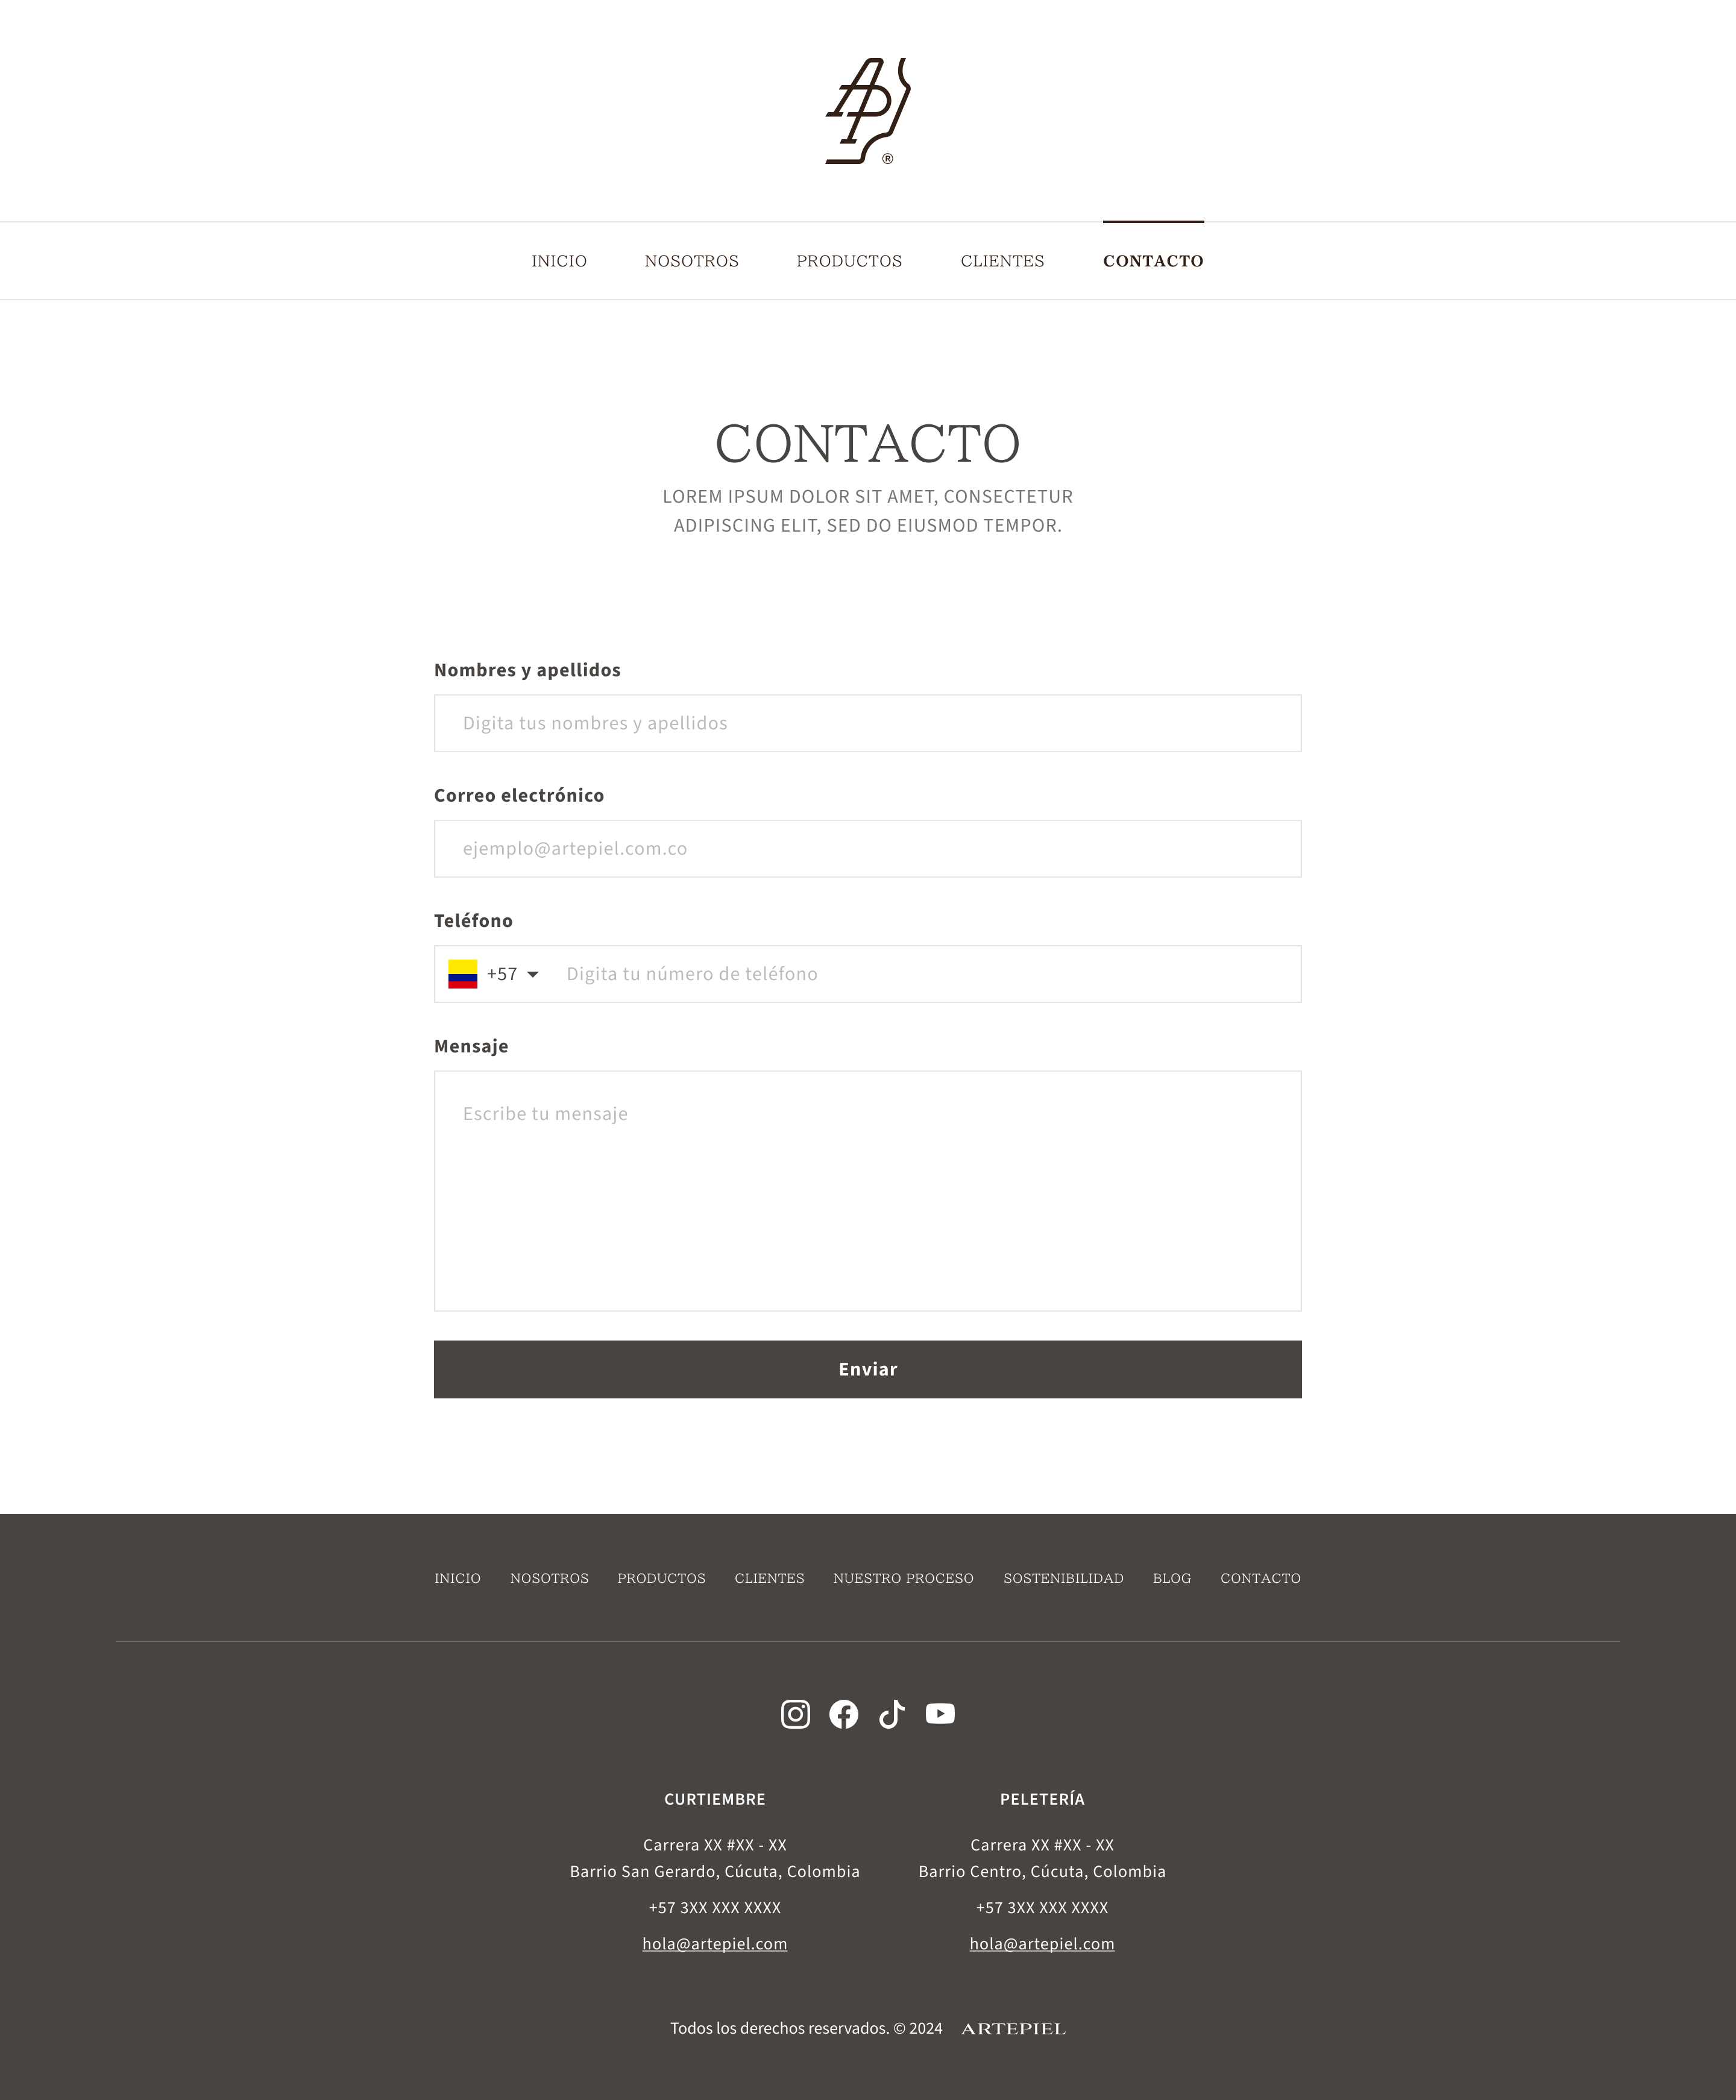 AP
®
INICIO NOSOTROS PRODUCTOS CLIENTES CONTACTO
CONTACTO
LOREM IPSUM DOLOR SIT AMET, CONSECTETUR
ADIPISCING ELIT, SED DO EIUSMOD TEMPOR.
Nombres y apellidos
Digita tus nombres y apellidos
Correo electrónico
ejemplo@artepiel.com.co
Teléfono
+57 Digita tu número de teléfono
Mensaje
Escribe tu mensaje
Enviar
INICIO NOSOTROS PRODUCTOS CLIENTES NUESTRO PROCESO SOSTENIBILIDAD BLOG CONTACTO
CURTIEMBRE
Carrera XX #XX - XX
Barrio San Gerardo, Cúcuta, Colombia
+57 3XX XXX XXXX
hola@artepiel.com
PELETERÍA
Carrera XX #XX - XX
Barrio Centro, Cúcuta, Colombia
+57 3XX XXX XXXX
hola@artepiel.com
Todos los derechos reservados. © 2024 ARTEPIEL